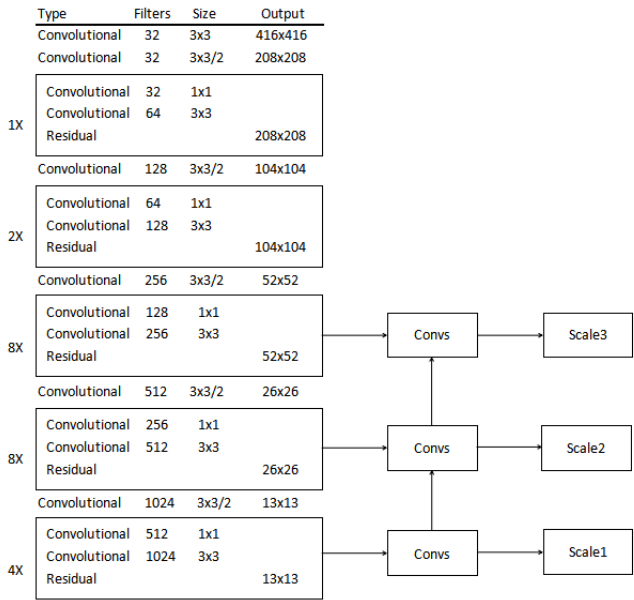 Type Filters Size Output
Convolutional 32 3x3 416x416
Convolutional 32 3x3/2 208x208
1X
Convolutional 32 1x1
Convolutional 64 3x3
Residual 208x208
Convolutional 128 3x3/2 104x104
2X
Convolutional 64 1x1
Convolutional 128 3x3
Residual 104x104
Convolutional 256 3x3/2 52x52
8X
Convolutional 128 1x1
Convolutional 256 3x3
Residual 52x52
Convs
Scale3
Convolutional 512 3x3/2 26x26
8X
Convolutional 256 1x1
Convolutional 512 3x3
Residual 26x26
Convs
Scale2
Convolutional 1024 3x3/2 13x13
4X
Convolutional 512 1x1
Convolutional 1024 3x3
Residual 13x13
Convs
Scale1